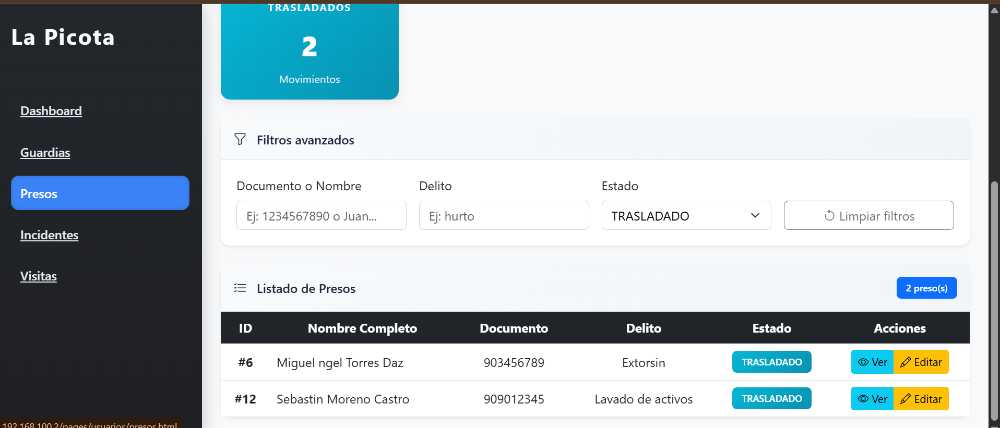 La Picota
Dashboard
Guardias
Presos
Incidentes
Visitas
TRASLADADOS
2
Movimientos
Filtros avanzados
Documento o Nombre Delito Estado
Ej: 1234567890 o Juan... Ej: hurto TRASLADADO Limpiar filtros
Listado de Presos 2 preso(s)
ID Nombre Completo Documento Delito Estado Acciones
#6 Miguel ngel Torres Daz 903456789 Extorsin TRASLADADO Ver Editar
#12 Sebastin Moreno Castro 909012345 Lavado de activos TRASLADADO Ver Editar
192.168.100.2/pages/usuarios/presos.html